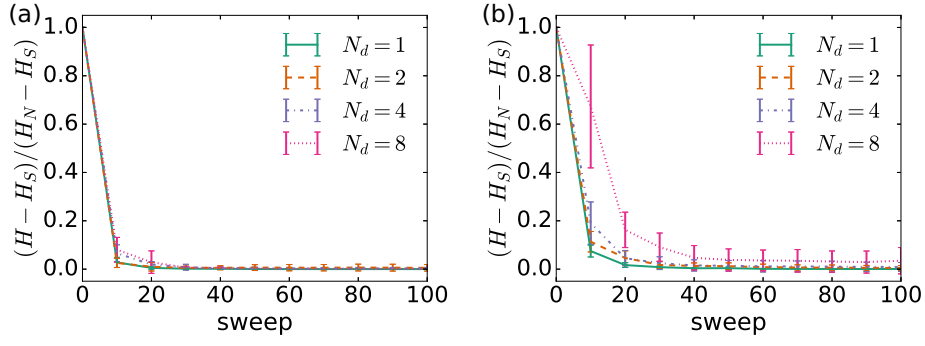 (a)
(H − H_S)/(H_N − H_S)
1.0
0.8
0.6
0.4
0.2
0.0
0 20 40 60 80 100
sweep
N_d = 1
N_d = 2
N_d = 4
N_d = 8
(b)
(H − H_S)/(H_N − H_S)
1.0
0.8
0.6
0.4
0.2
0.0
0 20 40 60 80 100
sweep
N_d = 1
N_d = 2
N_d = 4
N_d = 8